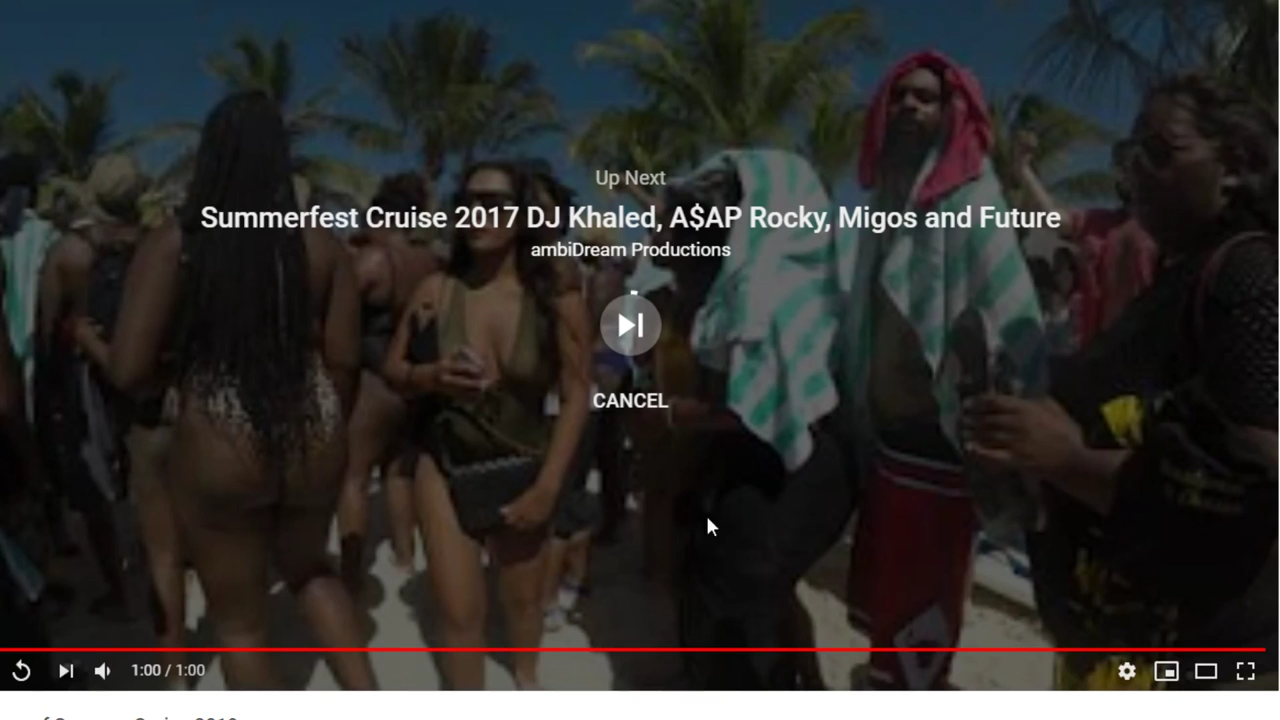 Up Next
Summerfest Cruise 2017 DJ Khaled, A$AP Rocky, Migos and Future
ambiDream Productions
CANCEL
1:00 / 1:00